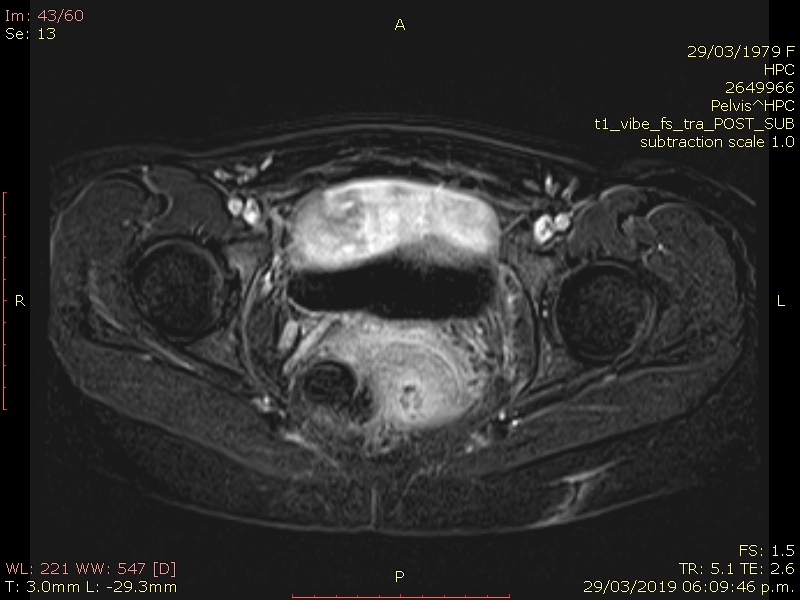 Im: 43/60
Se: 13
A
29/03/1979 F
HPC
2649966
Pelvis^HPC
t1_vibe_fs_tra_POST_SUB
subtraction scale 1.0
R
L
WL: 221 WW: 547 [D]
T: 3.0mm L: -29.3mm
P
FS: 1.5
TR: 5.1 TE: 2.6
29/03/2019 06:09:46 p.m.